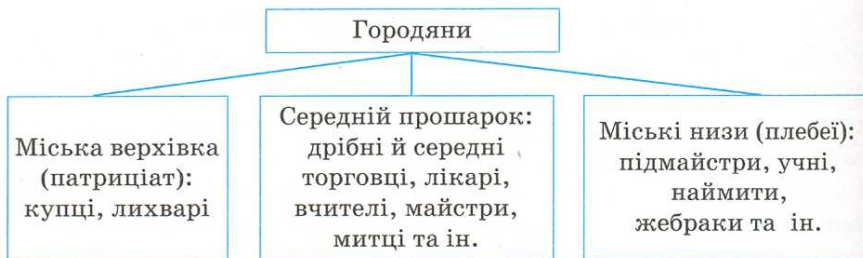 Городяни
Міська верхівка
(патриціат):
купці, лихварі
Середній прошарок:
дрібні й середні
торговці, лікарі,
вчителі, майстри,
митці та ін.
Міські низи (плебеї):
підмайстри, учні,
наймити,
жебраки та ін.